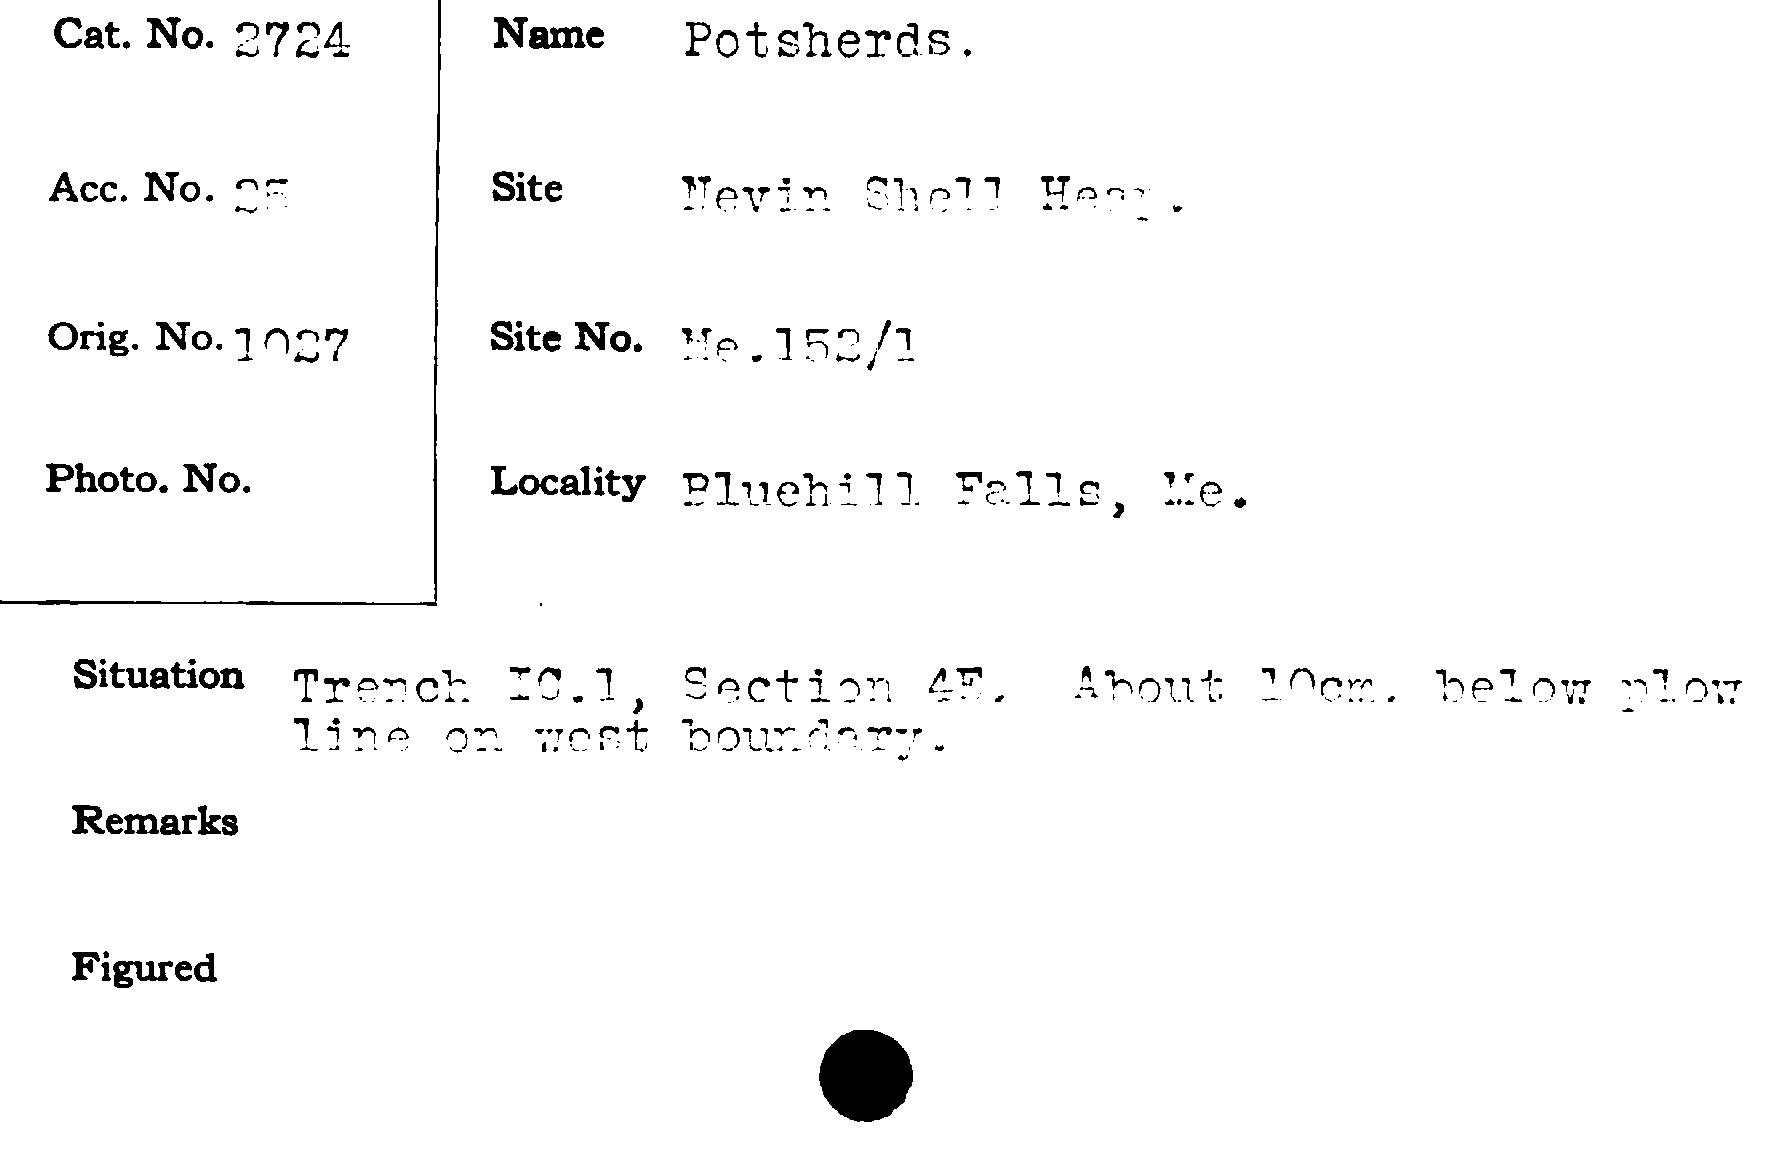 Cat. No. 2724
Name Potsherds.
Acc. No. 25
Site Nevin Shell Heap.
Orig. No. 1027
Site No. Me.152/1
Photo. No.
Locality Bluehill Falls, Me.
Situation Trench IC.1, Section 4E. About 10cm. below plow
line on west boundary.
Remarks
Figured